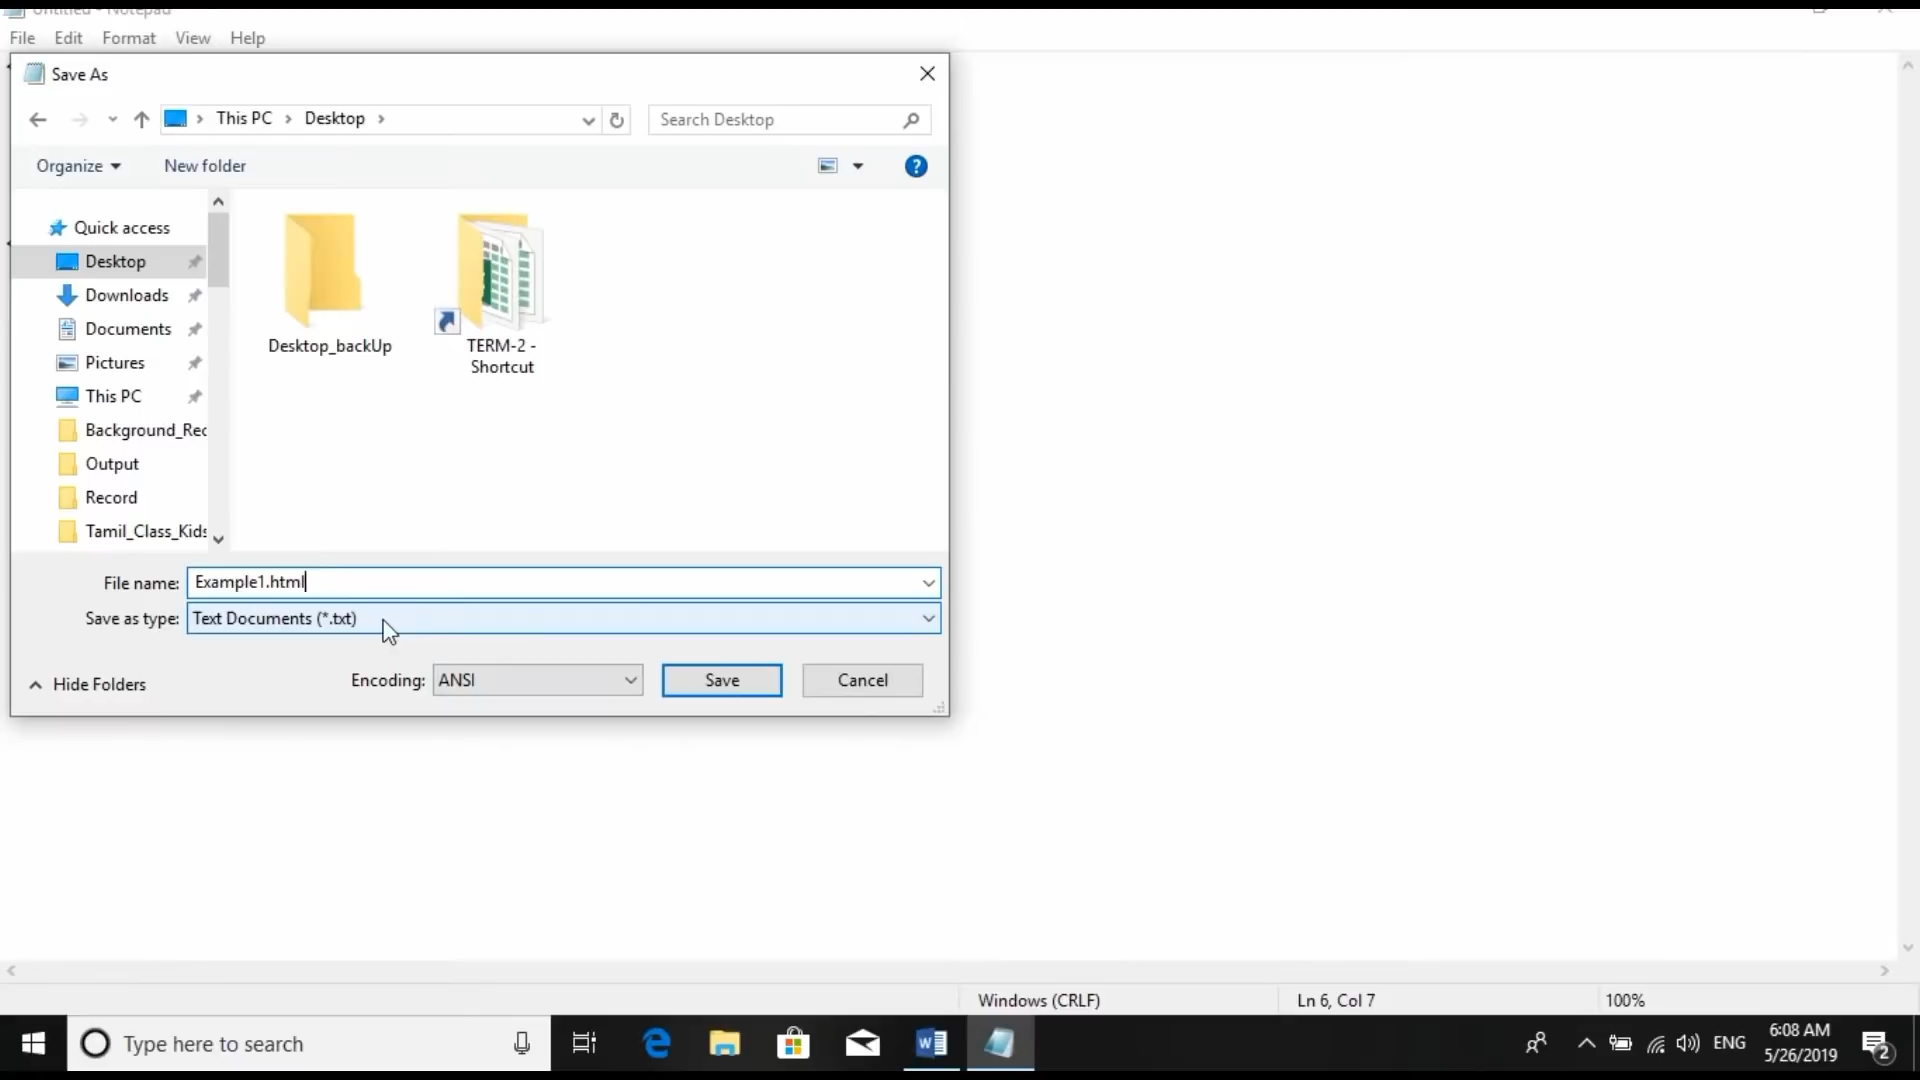 Untitled - Notepad
File Edit Format View Help
Save As
This PC Desktop
Search Desktop
Organize New folder
Quick access
Desktop
Downloads
Documents
Pictures
This PC
Background_Rec
Output
Record
Tamil_Class_Kids
Desktop_backUp
TERM-2 -
Shortcut
File name: Example1.html
Save as type: Text Documents (*.txt)
Hide Folders
Encoding: ANSI
Save
Cancel
Windows (CRLF)
Ln 6, Col 7
100%
Type here to search
ENG
6:08 AM
5/26/2019
2